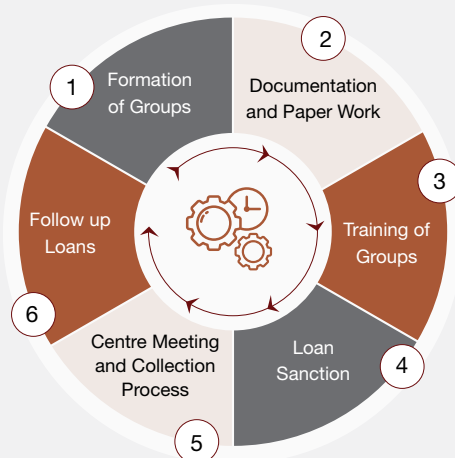 1
Formation
of Groups
2
Documentation
and Paper Work
3
Training of
Groups
4
Loan
Sanction
5
Centre Meeting
and Collection
Process
6
Follow up
Loans